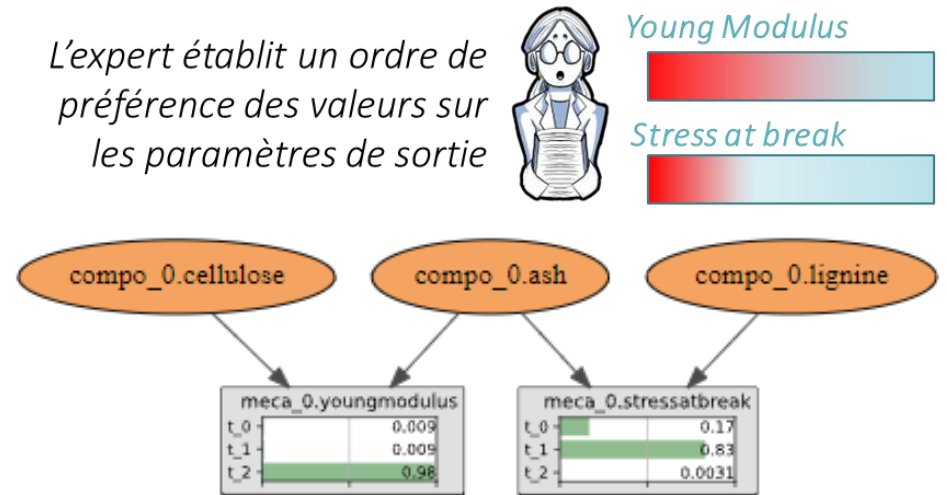 L'expert établit un ordre de
préférence des valeurs sur
les paramètres de sortie
Young Modulus
Stress at break
compo_0.cellulose
compo_0.ash
compo_0.lignine
meca_0.youngmodulus
t_0 0.009
t_1 0.009
t_2 0.98
meca_0.stressatbreak
t_0 0.17
t_1 0.83
t_2 0.0031